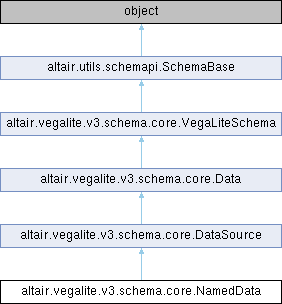 object
altair.utils.schemapi.SchemaBase
altair.vegalite.v3.schema.core.VegaLiteSchema
altair.vegalite.v3.schema.core.Data
altair.vegalite.v3.schema.core.DataSource
altair.vegalite.v3.schema.core.NamedData